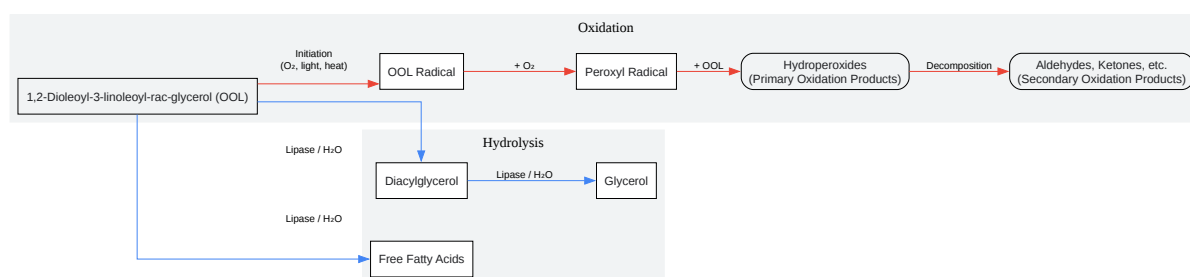 Oxidation
Initiation
(O₂, light, heat)
OOL Radical
+ O₂
Peroxyl Radical
+ OOL
Hydroperoxides
(Primary Oxidation Products)
Decomposition
Aldehydes, Ketones, etc.
(Secondary Oxidation Products)
1,2-Dioleoyl-3-linoleoyl-rac-glycerol (OOL)
Hydrolysis
Lipase / H₂O
Diacylglycerol
Lipase / H₂O
Glycerol
Lipase / H₂O
Free Fatty Acids